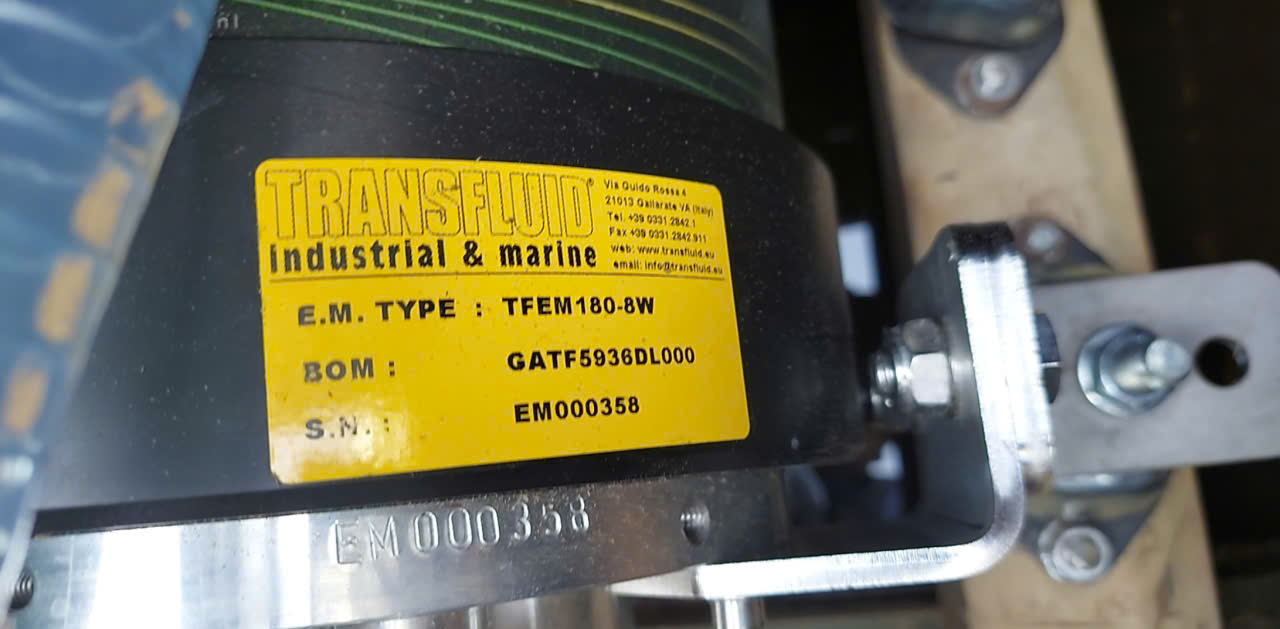 TRANSFLUID®
industrial & marine
Via Guido Rossa 4
21013 Gallarate VA (Italy)
Tel. +39 0331.2842.1
Fax +39 0331.2842.911
web: www.transfluid.eu
email: info@transfluid.eu
E.M. TYPE : TFEM180-8W
BOM : GATF5936DL000
S.N. : EM000358
EM000358